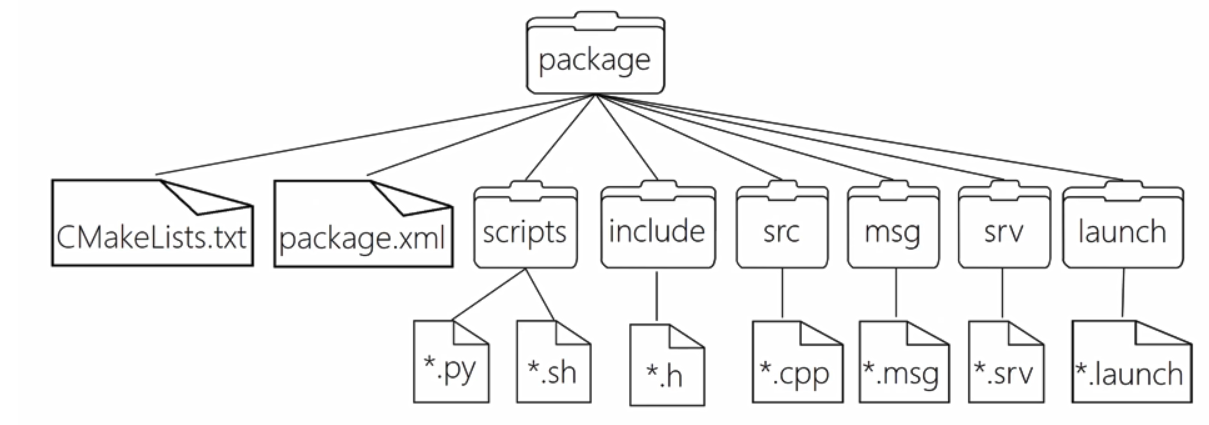 package
CMakeLists.txt
package.xml
scripts
include
src
msg
srv
launch
*.py
*.sh
*.h
*.cpp
*.msg
*.srv
*.launch